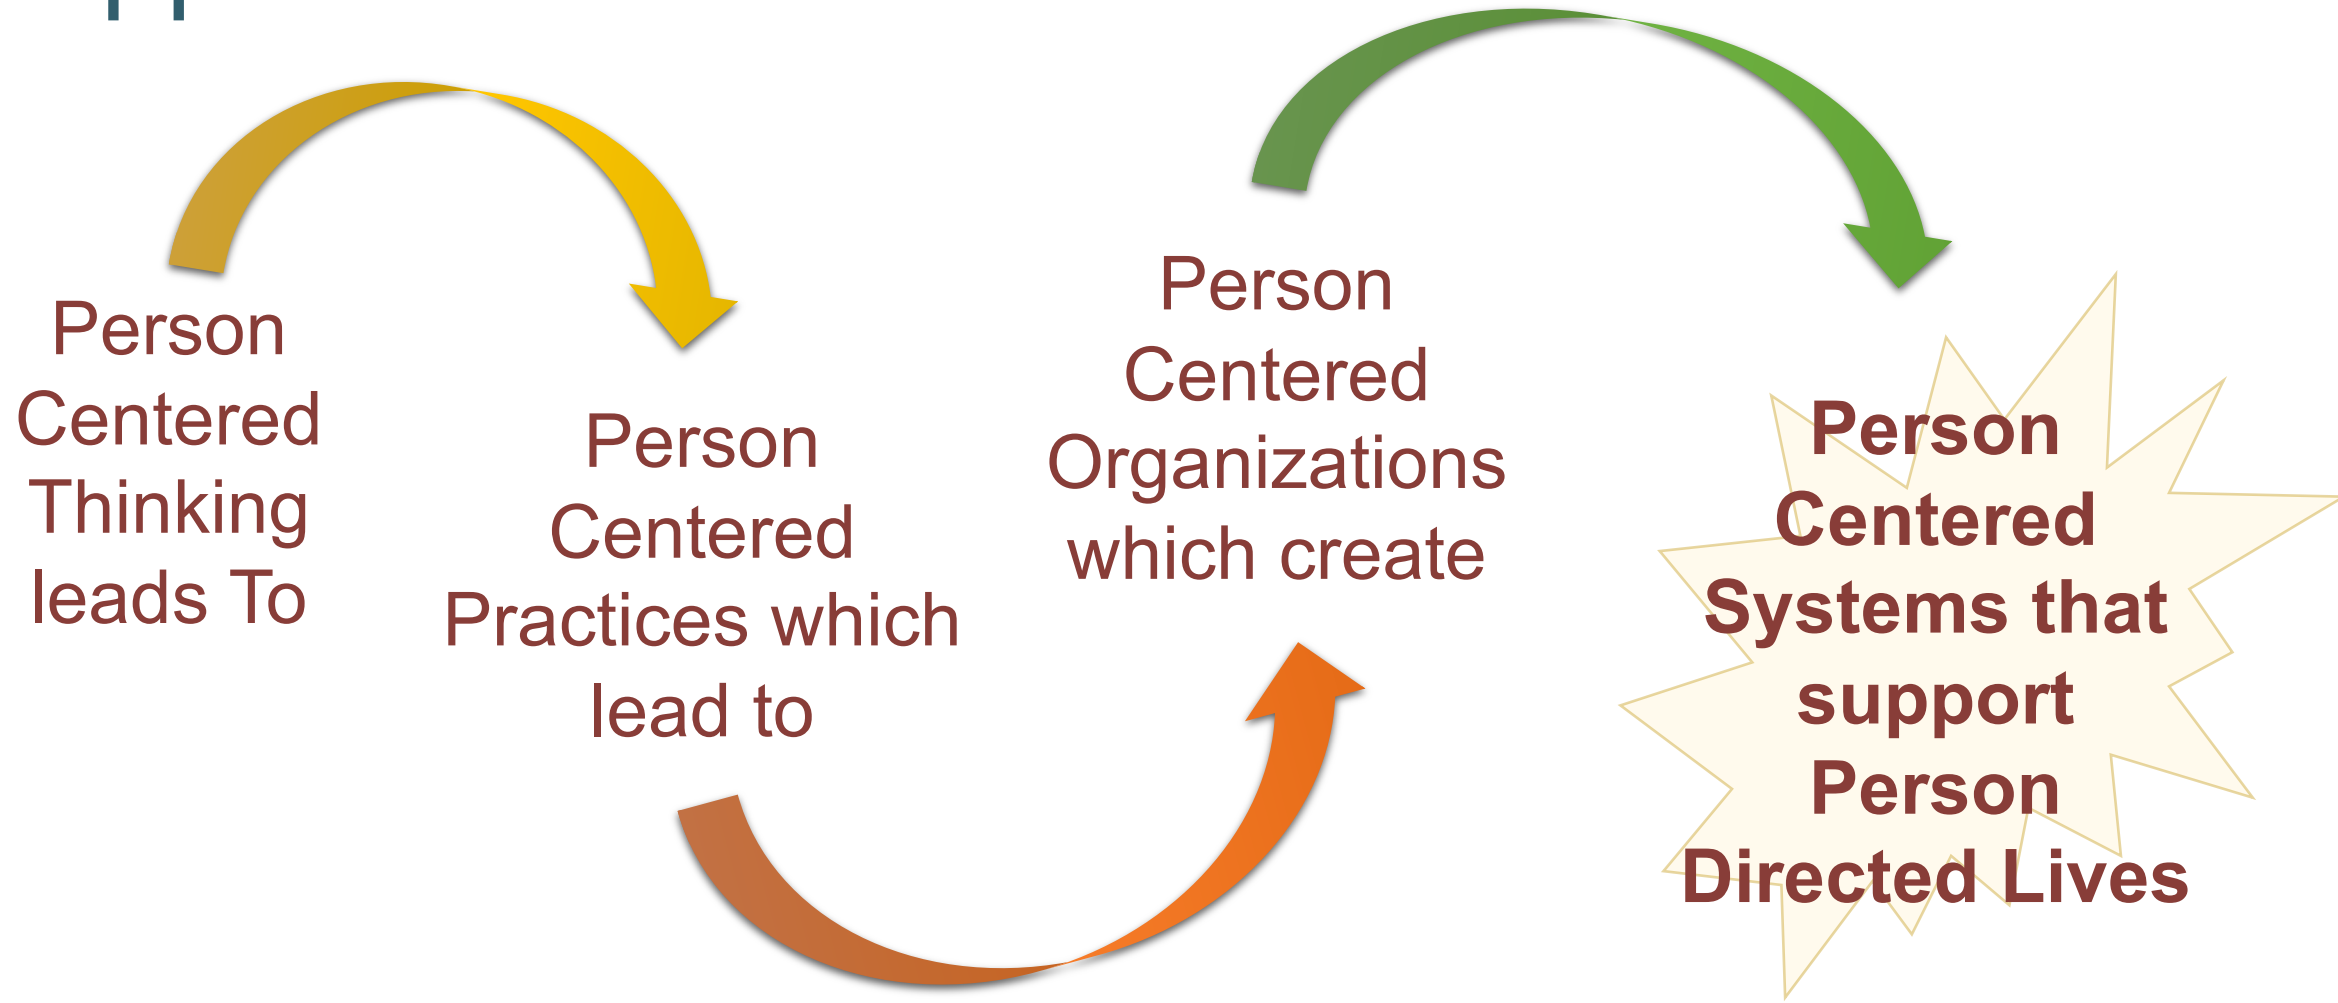 Person
Centered
Thinking
leads To
Person
Centered
Practices which
lead to
Person
Centered
Organizations
which create
Person
Centered
Systems that
support
Person
Directed Lives